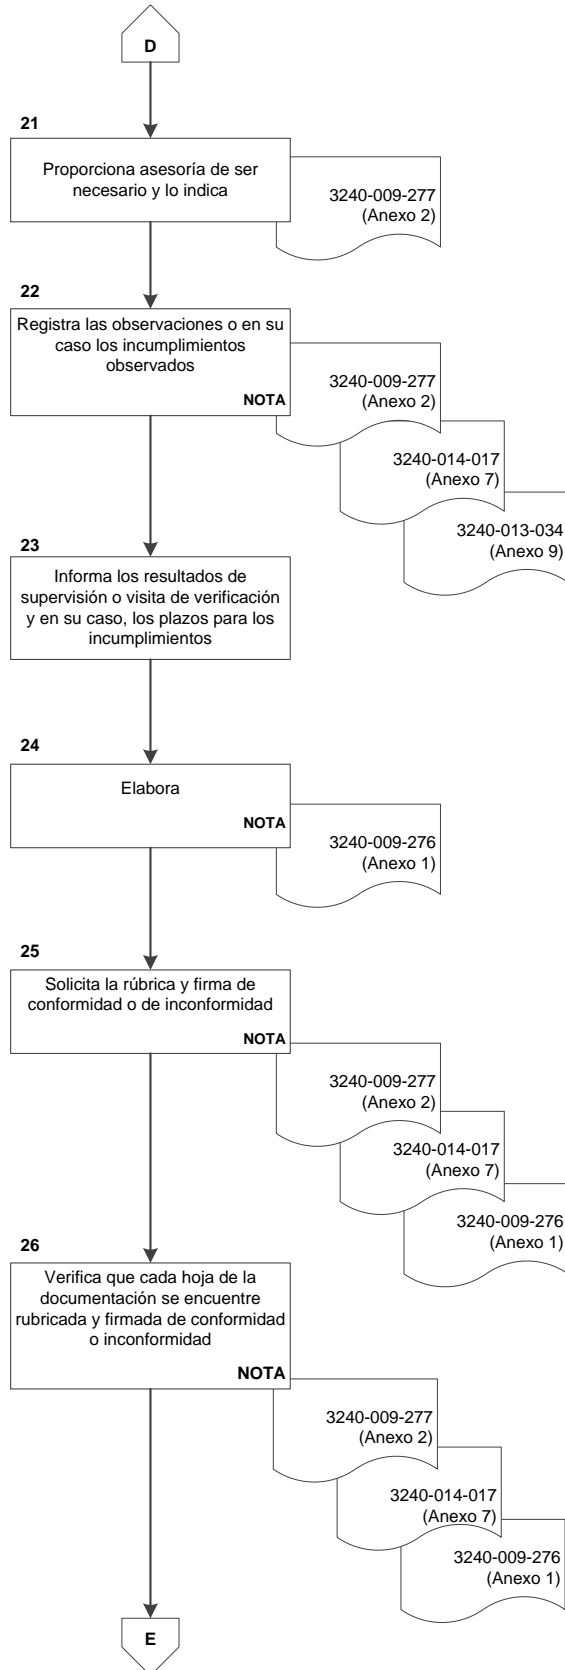 D
21
Proporciona asesoría de ser
necesario y lo indica
3240-009-277
(Anexo 2)
22
Registra las observaciones o en su
caso los incumplimientos
observados
NOTA
3240-009-277
(Anexo 2)
3240-014-017
(Anexo 7)
3240-013-034
(Anexo 9)
23
Informa los resultados de
supervisión o visita de verificación
y en su caso, los plazos para los
incumplimientos
24
Elabora
NOTA
3240-009-276
(Anexo 1)
25
Solicita la rúbrica y firma de
conformidad o de inconformidad
NOTA
3240-009-277
(Anexo 2)
3240-014-017
(Anexo 7)
3240-009-276
(Anexo 1)
26
Verifica que cada hoja de la
documentación se encuentre
rubricada y firmada de conformidad
o inconformidad
NOTA
3240-009-277
(Anexo 2)
3240-014-017
(Anexo 7)
3240-009-276
(Anexo 1)
E